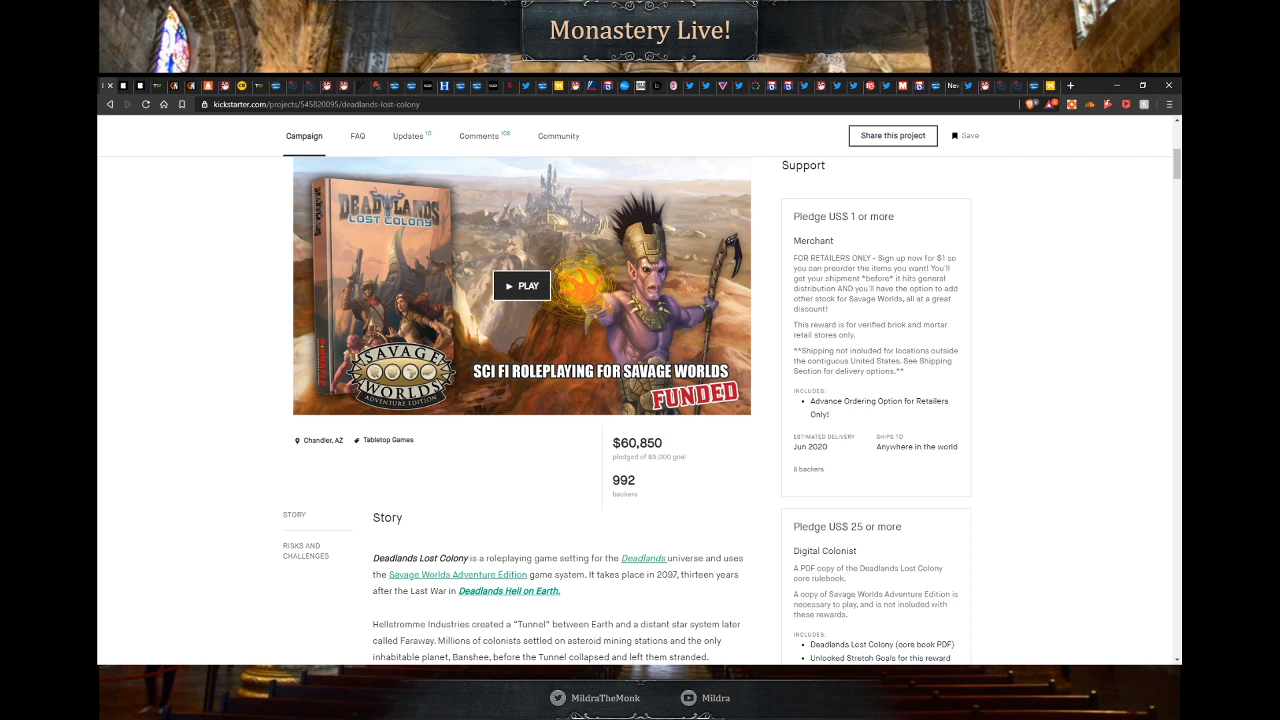 Monastery Live!
kickstarter.com/projects/545820095/deadlands-lost-colony
Campaign
FAQ
Updates 10
Comments 108
Community
Share this project
Save
DEADLANDS
LOST COLONY
PLAY
SAVAGE
WORLDS
ADVENTURE EDITION
SCI FI ROLEPLAYING FOR SAVAGE WORLDS
FUNDED
Chandler, AZ
Tabletop Games
$60,850
pledged of $5,000 goal
992
backers
STORY
RISKS AND
CHALLENGES
Story
Deadlands Lost Colony is a roleplaying game setting for the Deadlands universe and uses
the Savage Worlds Adventure Edition game system. It takes place in 2097, thirteen years
after the Last War in Deadlands Hell on Earth.
Hellstromme Industries created a “Tunnel” between Earth and a distant star system later
called Faraway. Millions of colonists settled on asteroid mining stations and the only
inhabitable planet, Banshee, before the Tunnel collapsed and left them stranded.
Support
Pledge US$ 1 or more
Merchant
FOR RETAILERS ONLY - Sign up now for $1 so
you can preorder the items you want! You'll
get your shipment *before* it hits general
distribution AND you'll have the option to add
other stock for Savage Worlds, all at a great
discount!
This reward is for verified brick and mortar
retail stores only.
**Shipping not included for locations outside
the contiguous United States. See Shipping
Section for delivery options.**
INCLUDES:
• Advance Ordering Option for Retailers
Only!
ESTIMATED DELIVERY
Jun 2020
SHIPS TO
Anywhere in the world
8 backers
Pledge US$ 25 or more
Digital Colonist
A PDF copy of the Deadlands Lost Colony
core rulebook.
A copy of Savage Worlds Adventure Edition is
necessary to play, and is not included with
these rewards.
INCLUDES:
• Deadlands Lost Colony (core book PDF)
• Unlocked Stretch Goals for this reward
MildraTheMonk
Mildra